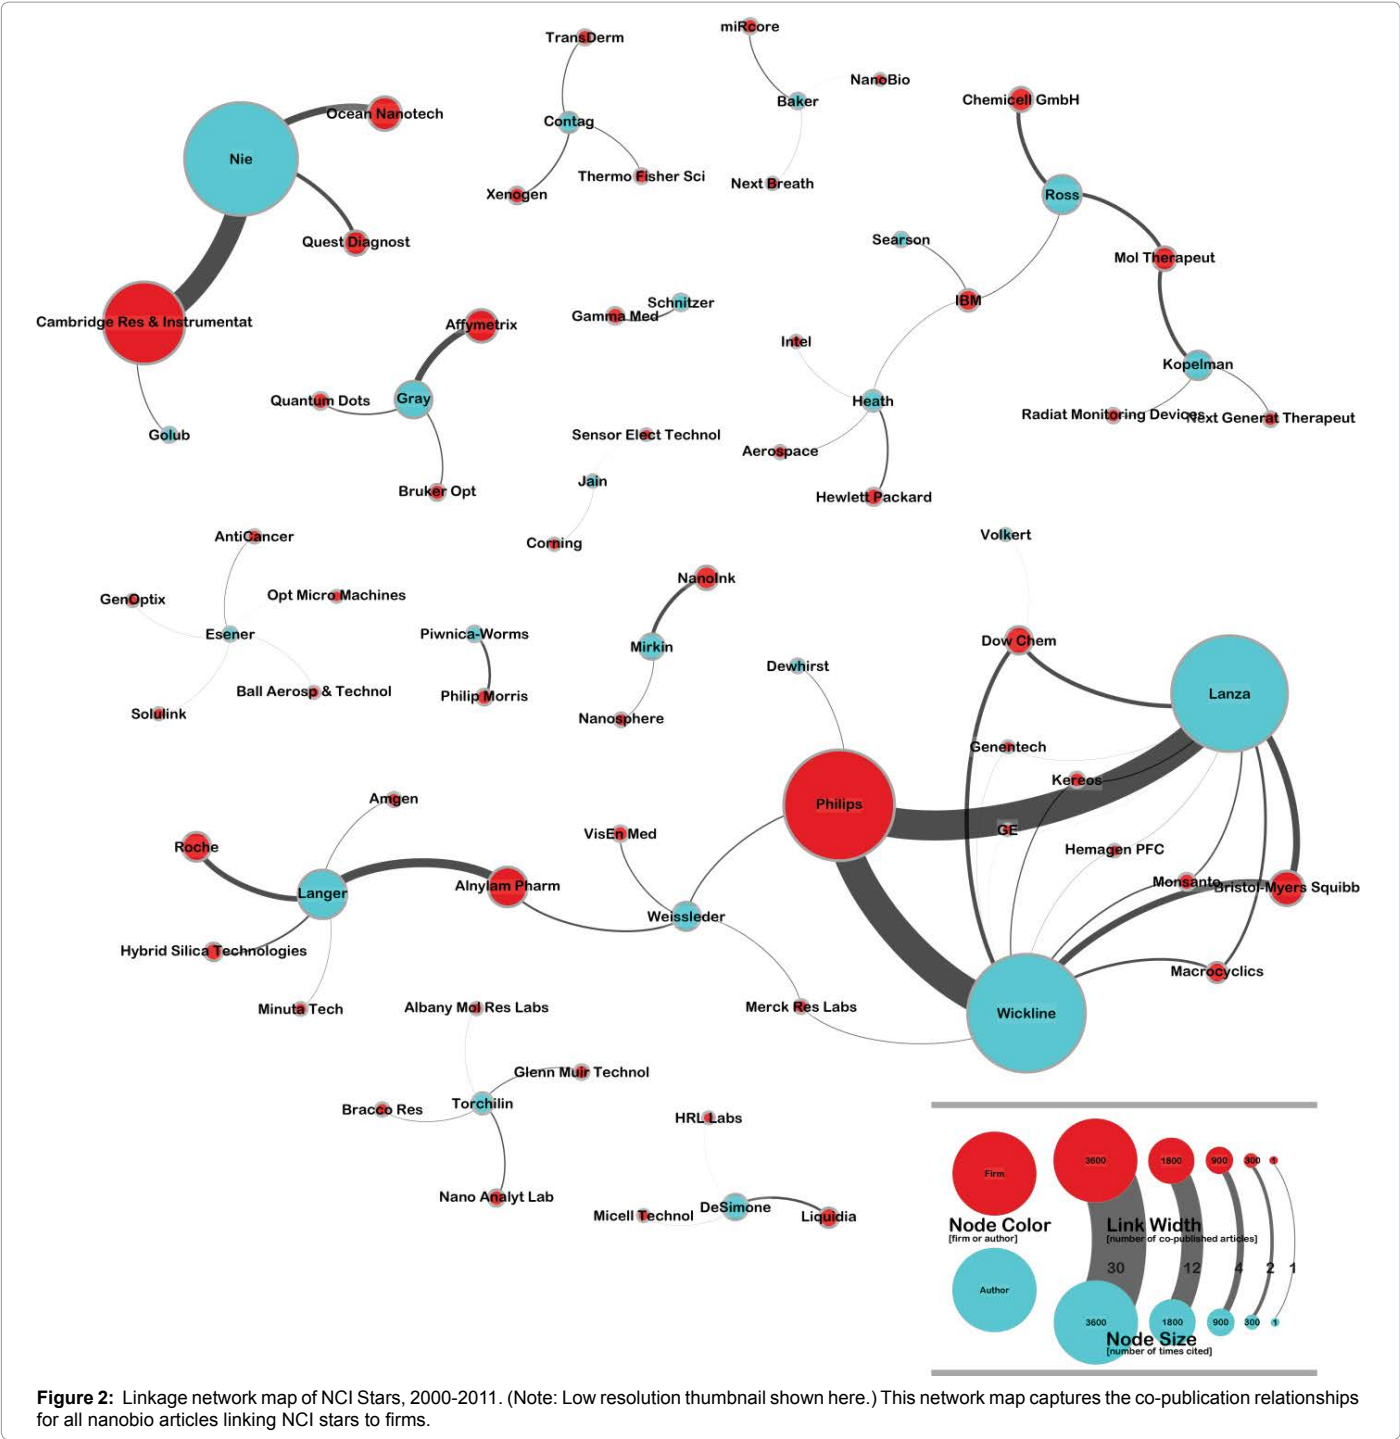 TransDerm
miRcore
NanoBio
Baker
Chemicell GmbH
Ocean Nanotech
Contag
Nie
Thermo Fisher Sci
Next Breath
Xenogen
Ross
Quest Diagnost
Searson
Mol Therapeut
IBM
Schnitzer
Gamma Med
Cambridge Res & Instrumentat
Affymetrix
Intel
Kopelman
Quantum Dots
Gray
Heath
Radiat Monitoring Devices
Next Generat Therapeut
Golub
Sensor Elect Technol
Aerospace
Jain
Bruker Opt
Hewlett Packard
AntiCancer
Corning
Volkert
NanoInk
GenOptix
Opt Micro Machines
Esener
Piwnica-Worms
Mirkin
Dow Chem
Dewhirst
Lanza
Ball Aerosp & Technol
Philip Morris
Solulink
Nanosphere
Genentech
Kereos
Amgen
Philips
GE
Roche
VisEn Med
Hemagen PFC
Langer
Alnylam Pharm
Monsanto
Bristol-Myers Squibb
Weissleder
Hybrid Silica Technologies
Macrocyclics
Minuta Tech
Albany Mol Res Labs
Merck Res Labs
Wickline
Glenn Muir Technol
Bracco Res
Torchilin
HRL Labs
Nano Analyt Lab
DeSimone
Micell Technol
Liquidia
Firm
3600
1800
900
300
1
Node Color
[firm or author]
Link Width
[number of co-published articles]
30
12
4
2
1
Author
3600
1800
900
300
1
Node Size
[number of times cited]
Figure 2: Linkage network map of NCI Stars, 2000-2011. (Note: Low resolution thumbnail shown here.) This network map captures the co-publication relationships
for all nanobio articles linking NCI stars to firms.